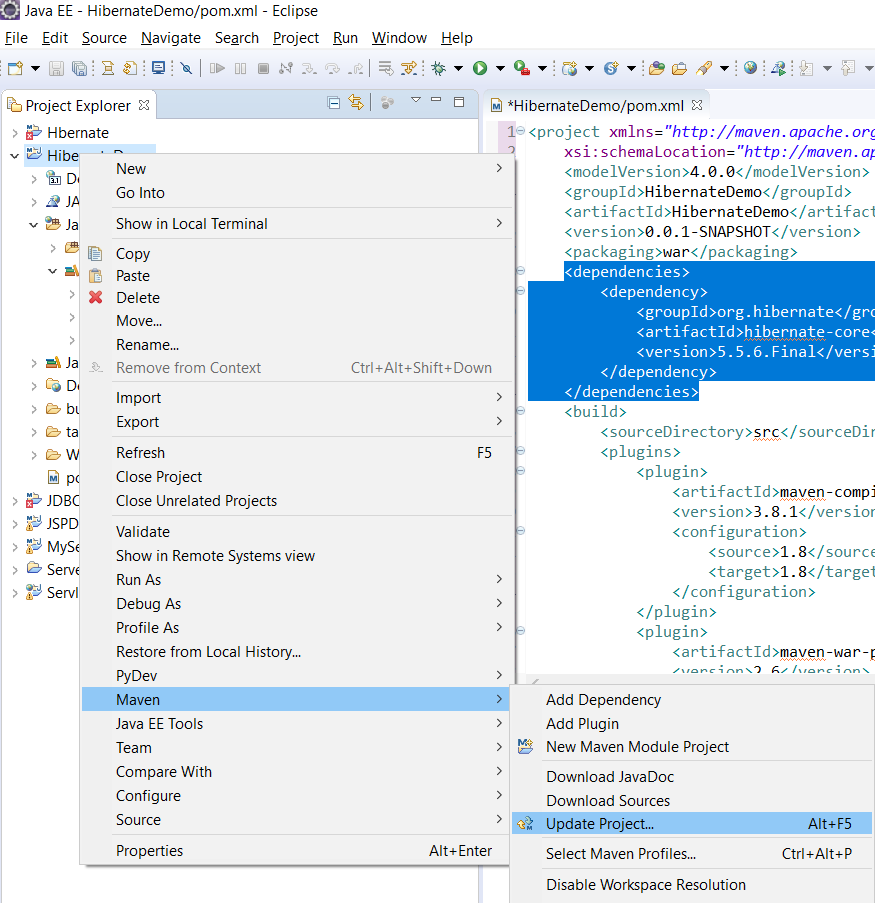 Java EE - HibernateDemo/pom.xml - Eclipse
File Edit Source Navigate Search Project Run Window Help
Project Explorer
*HibernateDemo/pom.xml
Hbernate
1 <project xmlns="http://maven.apache.org
2 xsi:schemaLocation="http://maven.ap
<modelVersion>4.0.0</modelVersion>
<groupId>HibernateDemo</groupId>
<artifactId>HibernateDemo</artifact
<version>0.0.1-SNAPSHOT</version>
<packaging>war</packaging>
<dependencies>
<dependency>
<groupId>org.hibernate</gro
<artifactId>hibernate-core<
<version>5.5.6.Final</versi
</dependency>
</dependencies>
<build>
<sourceDirectory>src</sourceDir
<plugins>
<plugin>
<artifactId>maven-compi
<version>3.8.1</version
<configuration>
<source>1.8</source
<target>1.8</target
</configuration>
</plugin>
<plugin>
<artifactId>maven-war-p
<version>2.6</version>
JA
Ja
Ja
bu
ta
W
po
JDBC
JSPD
MySe
Serve
Servl
New
Go Into
Show in Local Terminal
Copy
Paste
Delete
Move...
Rename...
Remove from Context Ctrl+Alt+Shift+Down
Import
Export
Refresh F5
Close Project
Close Unrelated Projects
Validate
Show in Remote Systems view
Run As
Debug As
Profile As
Restore from Local History...
PyDev
Maven
Java EE Tools
Team
Compare With
Configure
Source
Properties Alt+Enter
Add Dependency
Add Plugin
New Maven Module Project
Download JavaDoc
Download Sources
Update Project... Alt+F5
Select Maven Profiles... Ctrl+Alt+P
Disable Workspace Resolution